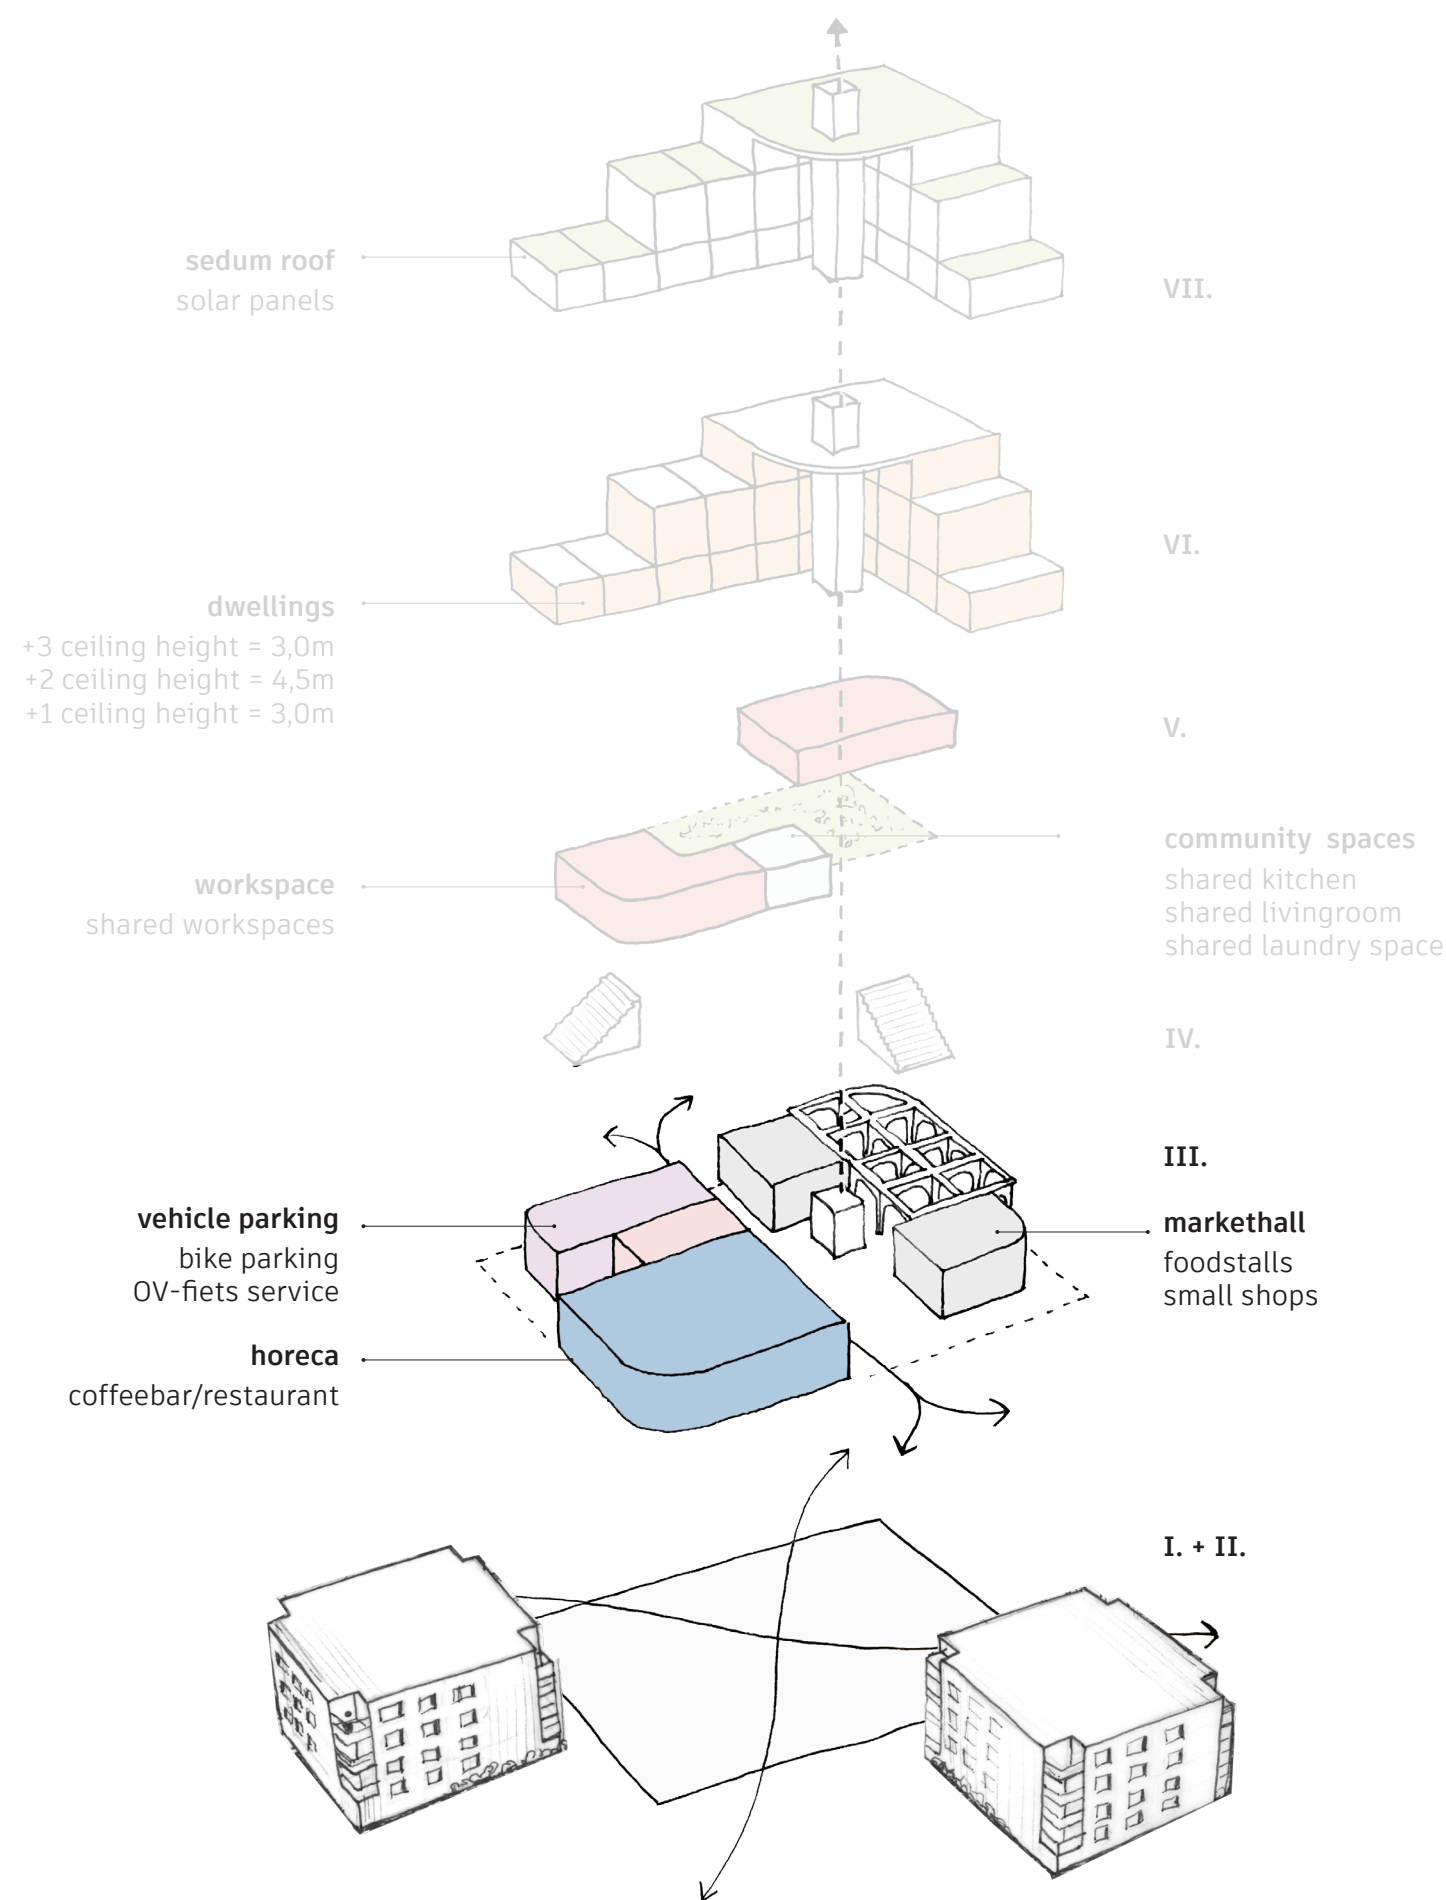 sedum roof
solar panels
VII.
VI.
dwellings
+3 ceiling height = 3,0m
+2 ceiling height = 4,5m
+1 ceiling height = 3,0m
V.
community spaces
shared kitchen
shared livingroom
shared laundry space
workspace
shared workspaces
IV.
III.
vehicle parking
bike parking
OV-fiets service
markethall
foodstalls
small shops
horeca
coffeebar/restaurant
I. + II.